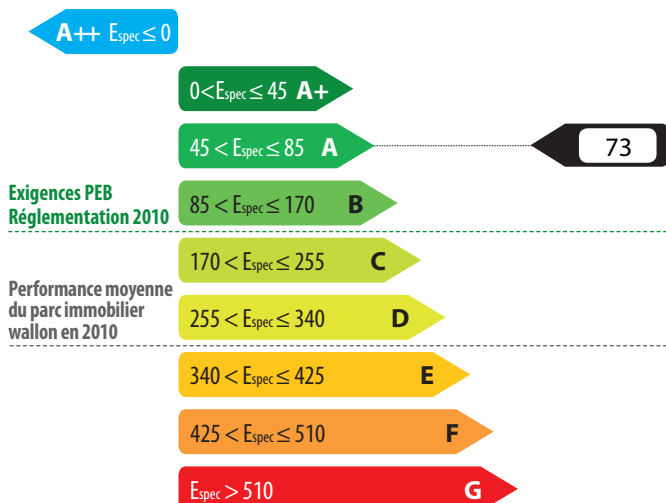 A++ Espec ≤ 0
0<Espec ≤ 45 A+
45 < Espec ≤ 85 A
73
Exigences PEB
Réglementation 2010
85 < Espec ≤ 170 B
170 < Espec ≤ 255 C
Performance moyenne
du parc immobilier
wallon en 2010
255 < Espec ≤ 340 D
340 < Espec ≤ 425 E
425 < Espec ≤ 510 F
Espec > 510 G